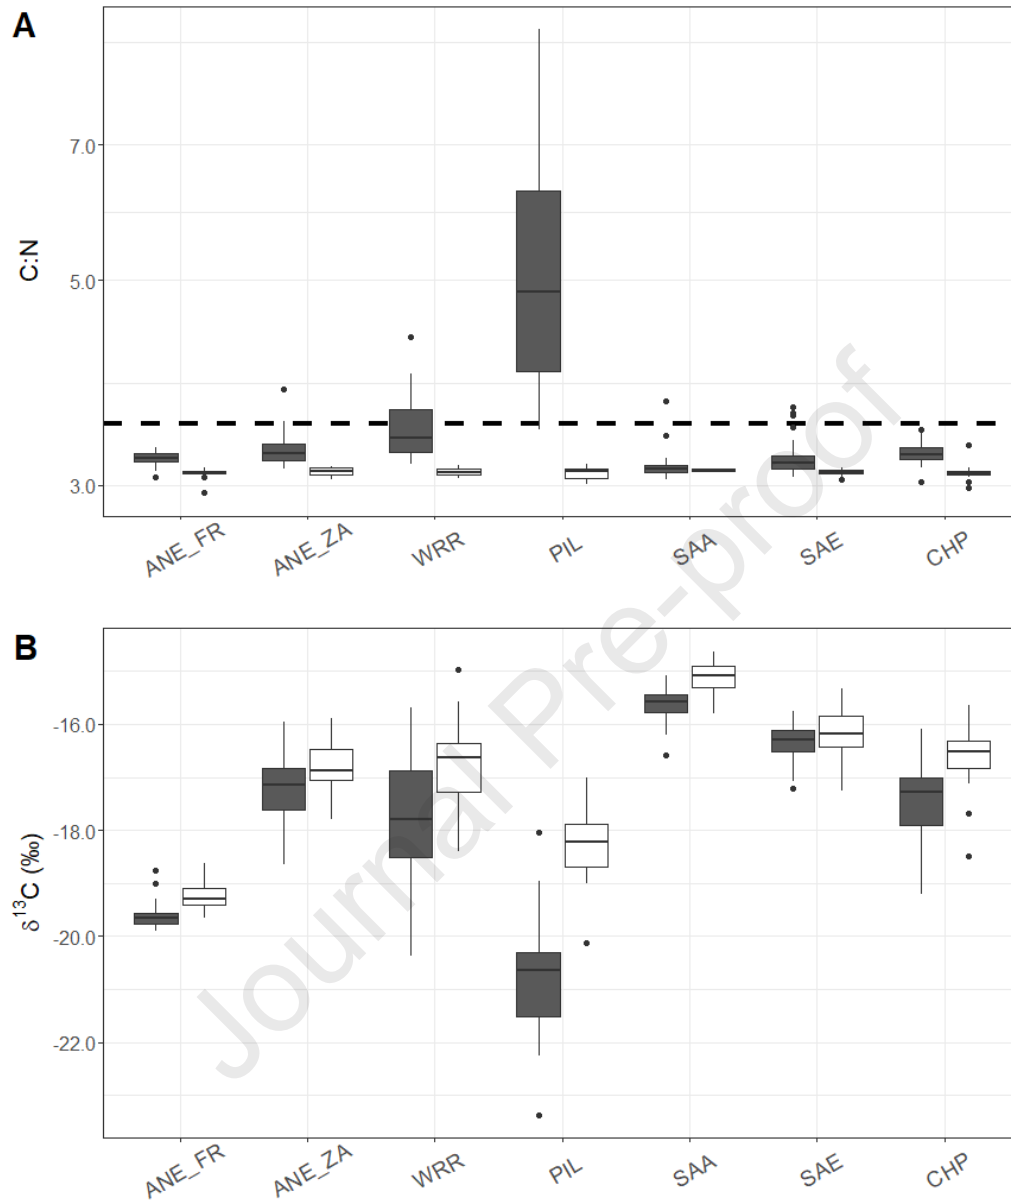 A
7.0
5.0
3.0
C:N
ANE_FR
ANE_ZA
WRR
PIL
SAA
SAE
CHP
Journal Pre-proof
B
-16.0
-18.0
-20.0
-22.0
δ¹³C (‰)
ANE_FR
ANE_ZA
WRR
PIL
SAA
SAE
CHP